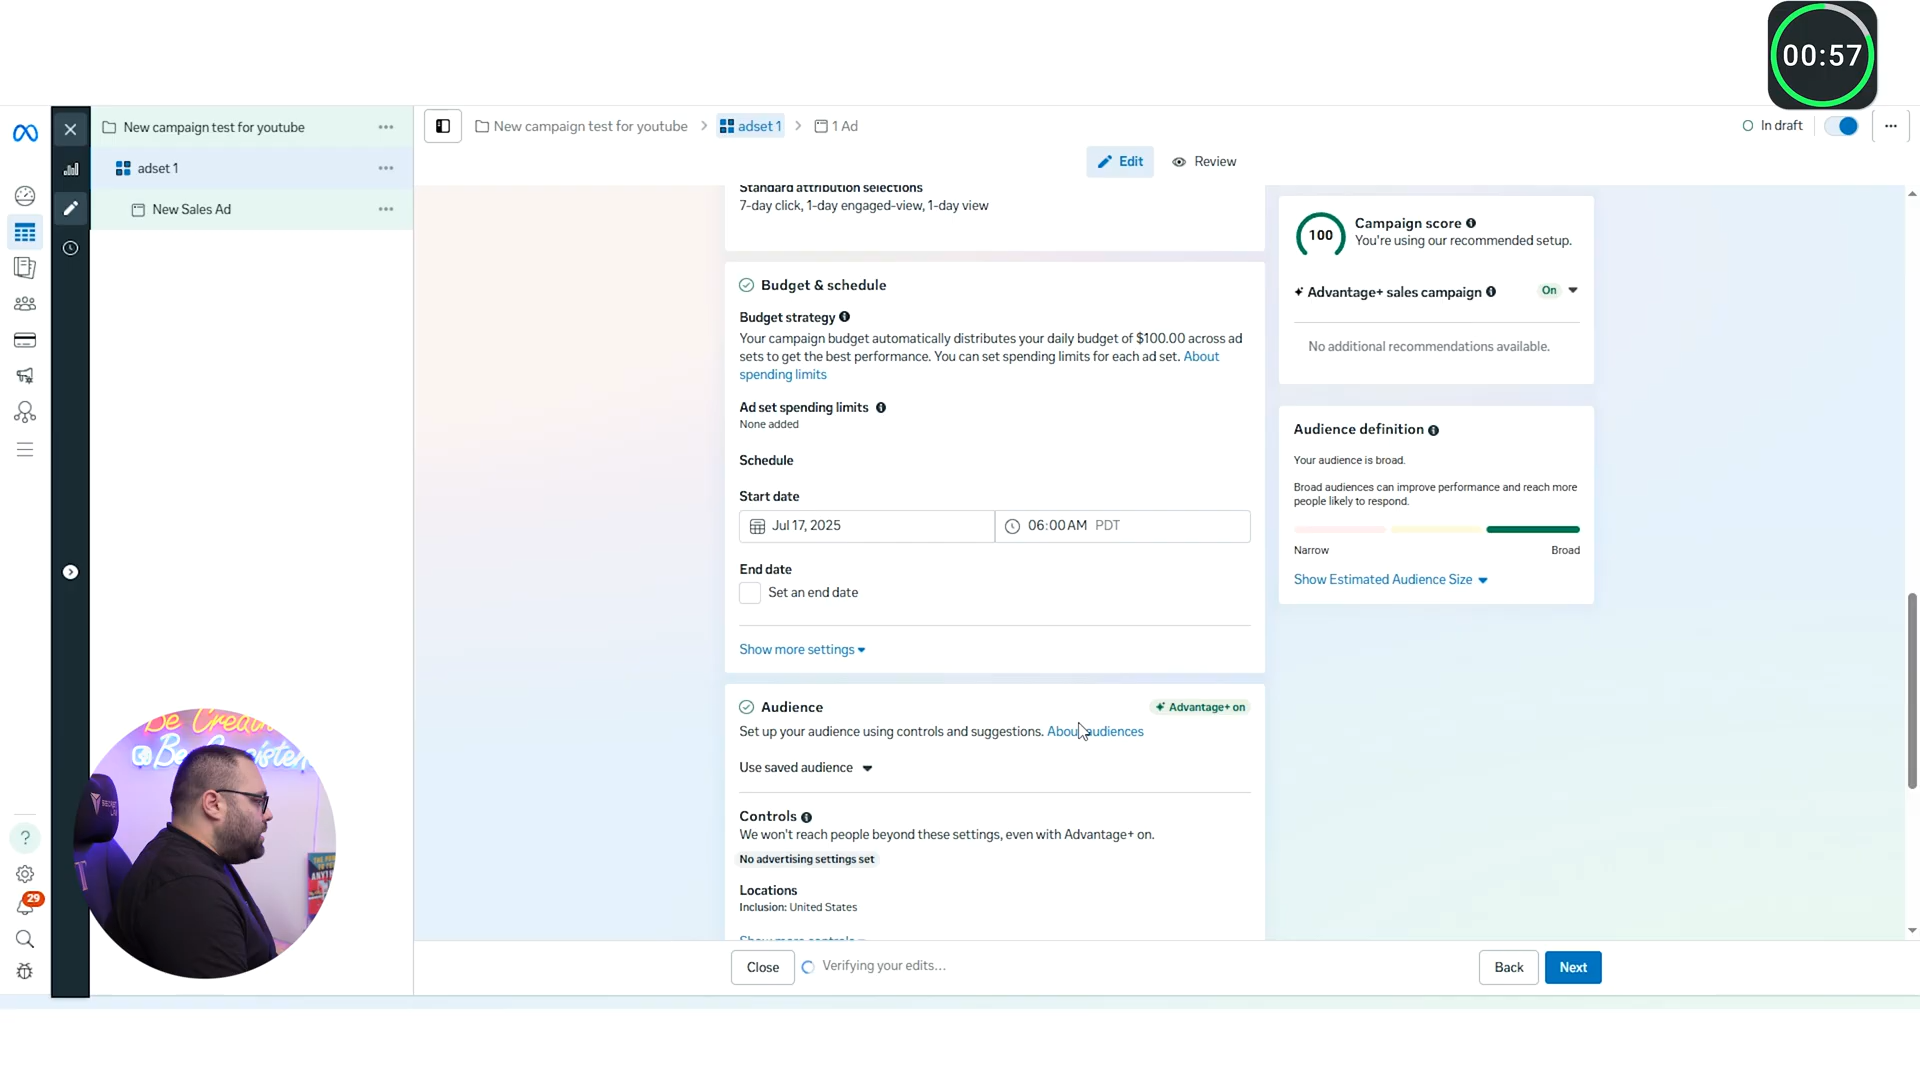 00:57
New campaign test for youtube
adset 1
New Sales Ad
New campaign test for youtube
adset 1
1 Ad
In draft
Edit
Review
Standard attribution selections
7-day click, 1-day engaged-view, 1-day view
Budget & schedule
Budget strategy
Your campaign budget automatically distributes your daily budget of $100.00 across ad
sets to get the best performance. You can set spending limits for each ad set. About
spending limits
Ad set spending limits
None added
Schedule
Start date
Jul 17, 2025
06:00 AM PDT
End date
Set an end date
Show more settings
Audience
Advantage+ on
Set up your audience using controls and suggestions. About audiences
Use saved audience
Controls
We won't reach people beyond these settings, even with Advantage+ on.
No advertising settings set
Locations
Inclusion: United States
Show more controls
Close
Verifying your edits...
Back
Next
100
Campaign score
You're using our recommended setup.
Advantage+ sales campaign
On
No additional recommendations available.
Audience definition
Your audience is broad.
Broad audiences can improve performance and reach more
people likely to respond.
Narrow
Broad
Show Estimated Audience Size
29
Be Creati
Be Consisten